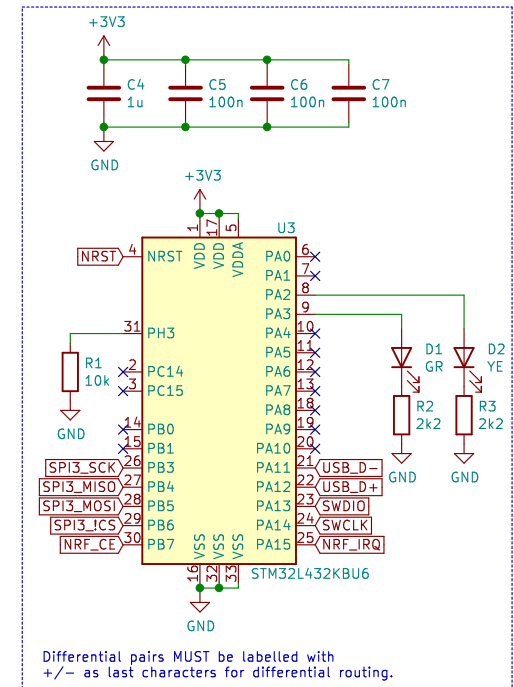 +3V3
C4
1u
C5
100n
C6
100n
C7
100n
GND
+3V3
U3
1
17
5
VDD
VDD
VDDA
NRST
4
NRST
PA0
6
PA1
7
PA2
8
PA3
9
31
PH3
PA4
10
PA5
11
2
PC14
PA6
12
3
PC15
PA7
13
PA8
18
14
PB0
PA9
19
15
PB1
PA10
20
SPI3_SCK
26
PB3
PA11
21
USB_D-
SPI3_MISO
27
PB4
PA12
22
USB_D+
SPI3_MOSI
28
PB5
PA13
23
SWDIO
SPI3_!CS
29
PB6
PA14
24
SWCLK
NRF_CE
30
PB7
PA15
25
NRF_IRQ
R1
10k
GND
D1
GR
D2
YE
R2
2k2
R3
2k2
GND
GND
VSS
VSS
VSS
16
32
33
STM32L432KBU6
GND
Differential pairs MUST be labelled with
+/- as last characters for differential routing.